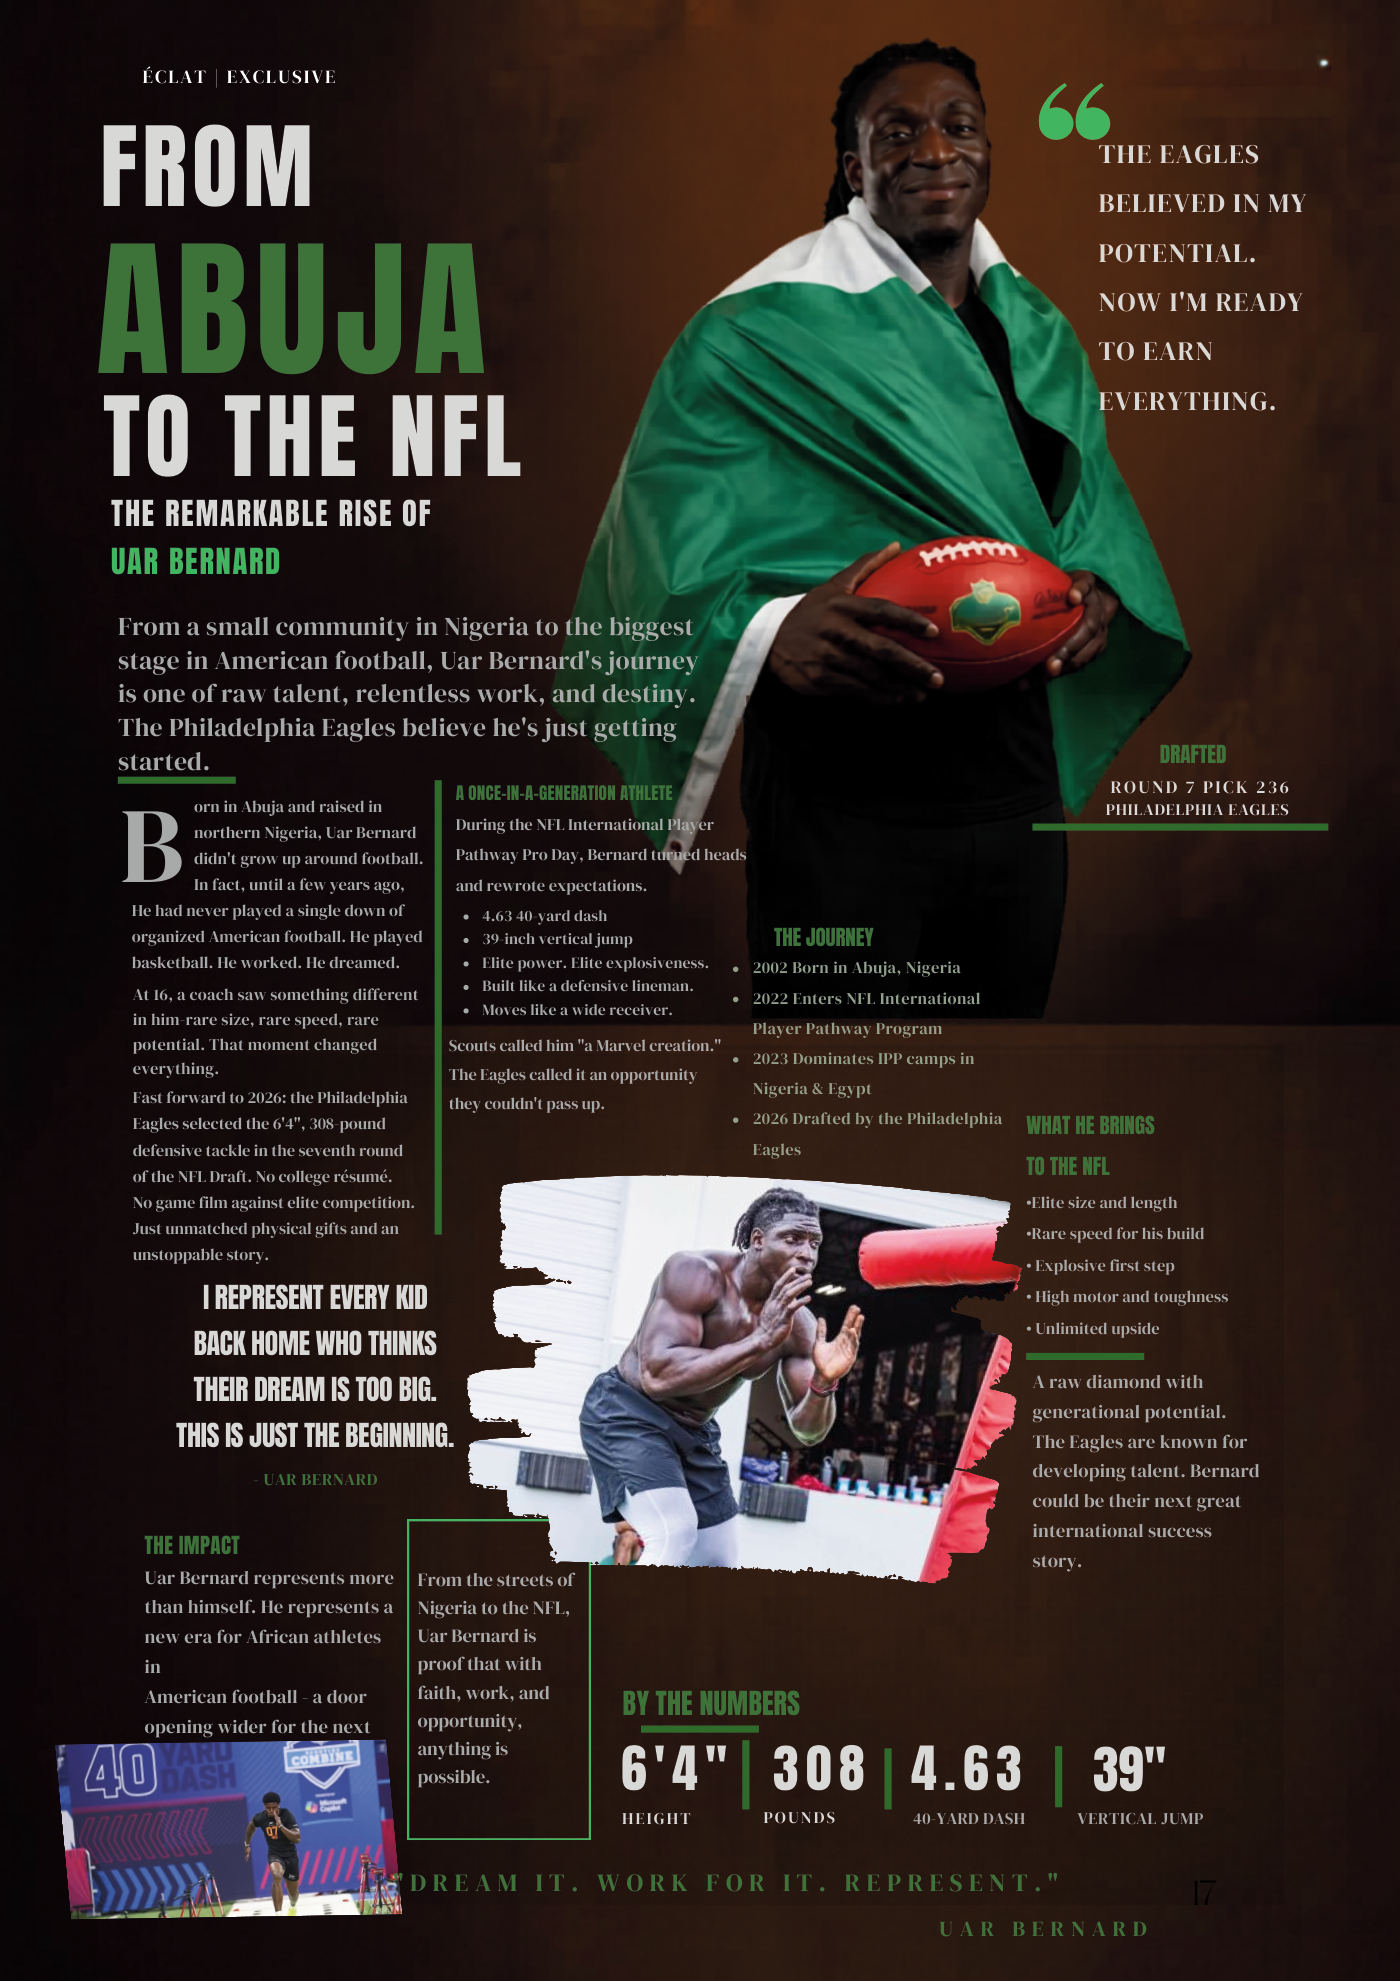 ÉCLAT | EXCLUSIVE
FROM
ABUJA
TO THE NFL
THE REMARKABLE RISE OF
UAR BERNARD
THE EAGLES
BELIEVED IN MY
POTENTIAL.
NOW I'M READY
TO EARN
EVERYTHING.
From a small community in Nigeria to the biggest
stage in American football, Uar Bernard's journey
is one of raw talent, relentless work, and destiny.
The Philadelphia Eagles believe he's just getting
started.
DRAFTED
ROUND 7 PICK 236
PHILADELPHIA EAGLES
Born in Abuja and raised in
northern Nigeria, Uar Bernard
didn't grow up around football.
In fact, until a few years ago,
He had never played a single down of
organized American football. He played
basketball. He worked. He dreamed.
At 16, a coach saw something different
in him-rare size, rare speed, rare
potential. That moment changed
everything.
Fast forward to 2026: the Philadelphia
Eagles selected the 6'4", 308-pound
defensive tackle in the seventh round
of the NFL Draft. No college résumé.
No game film against elite competition.
Just unmatched physical gifts and an
unstoppable story.
A ONCE-IN-A-GENERATION ATHLETE
During the NFL International Player
Pathway Pro Day, Bernard turned heads
and rewrote expectations.
• 4.63 40-yard dash
• 39-inch vertical jump
• Elite power. Elite explosiveness.
• Built like a defensive lineman.
• Moves like a wide receiver.
Scouts called him "a Marvel creation."
The Eagles called it an opportunity
they couldn't pass up.
THE JOURNEY
• 2002 Born in Abuja, Nigeria
• 2022 Enters NFL International
Player Pathway Program
• 2023 Dominates IPP camps in
Nigeria & Egypt
• 2026 Drafted by the Philadelphia
Eagles
WHAT HE BRINGS
TO THE NFL
•Elite size and length
•Rare speed for his build
• Explosive first step
• High motor and toughness
• Unlimited upside
A raw diamond with
generational potential.
The Eagles are known for
developing talent. Bernard
could be their next great
international success
story.
I REPRESENT EVERY KID
BACK HOME WHO THINKS
THEIR DREAM IS TOO BIG.
THIS IS JUST THE BEGINNING.
- UAR BERNARD
THE IMPACT
Uar Bernard represents more
than himself. He represents a
new era for African athletes
in
American football - a door
opening wider for the next
40 YARD
DASH
COMBINE
Microsoft
Copilot
From the streets of
Nigeria to the NFL,
Uar Bernard is
proof that with
faith, work, and
opportunity,
anything is
possible.
BY THE NUMBERS
6'4" 308 4.63 39"
HEIGHT POUNDS 40-YARD DASH VERTICAL JUMP
"DREAM IT. WORK FOR IT. REPRESENT."
17
UAR BERNARD